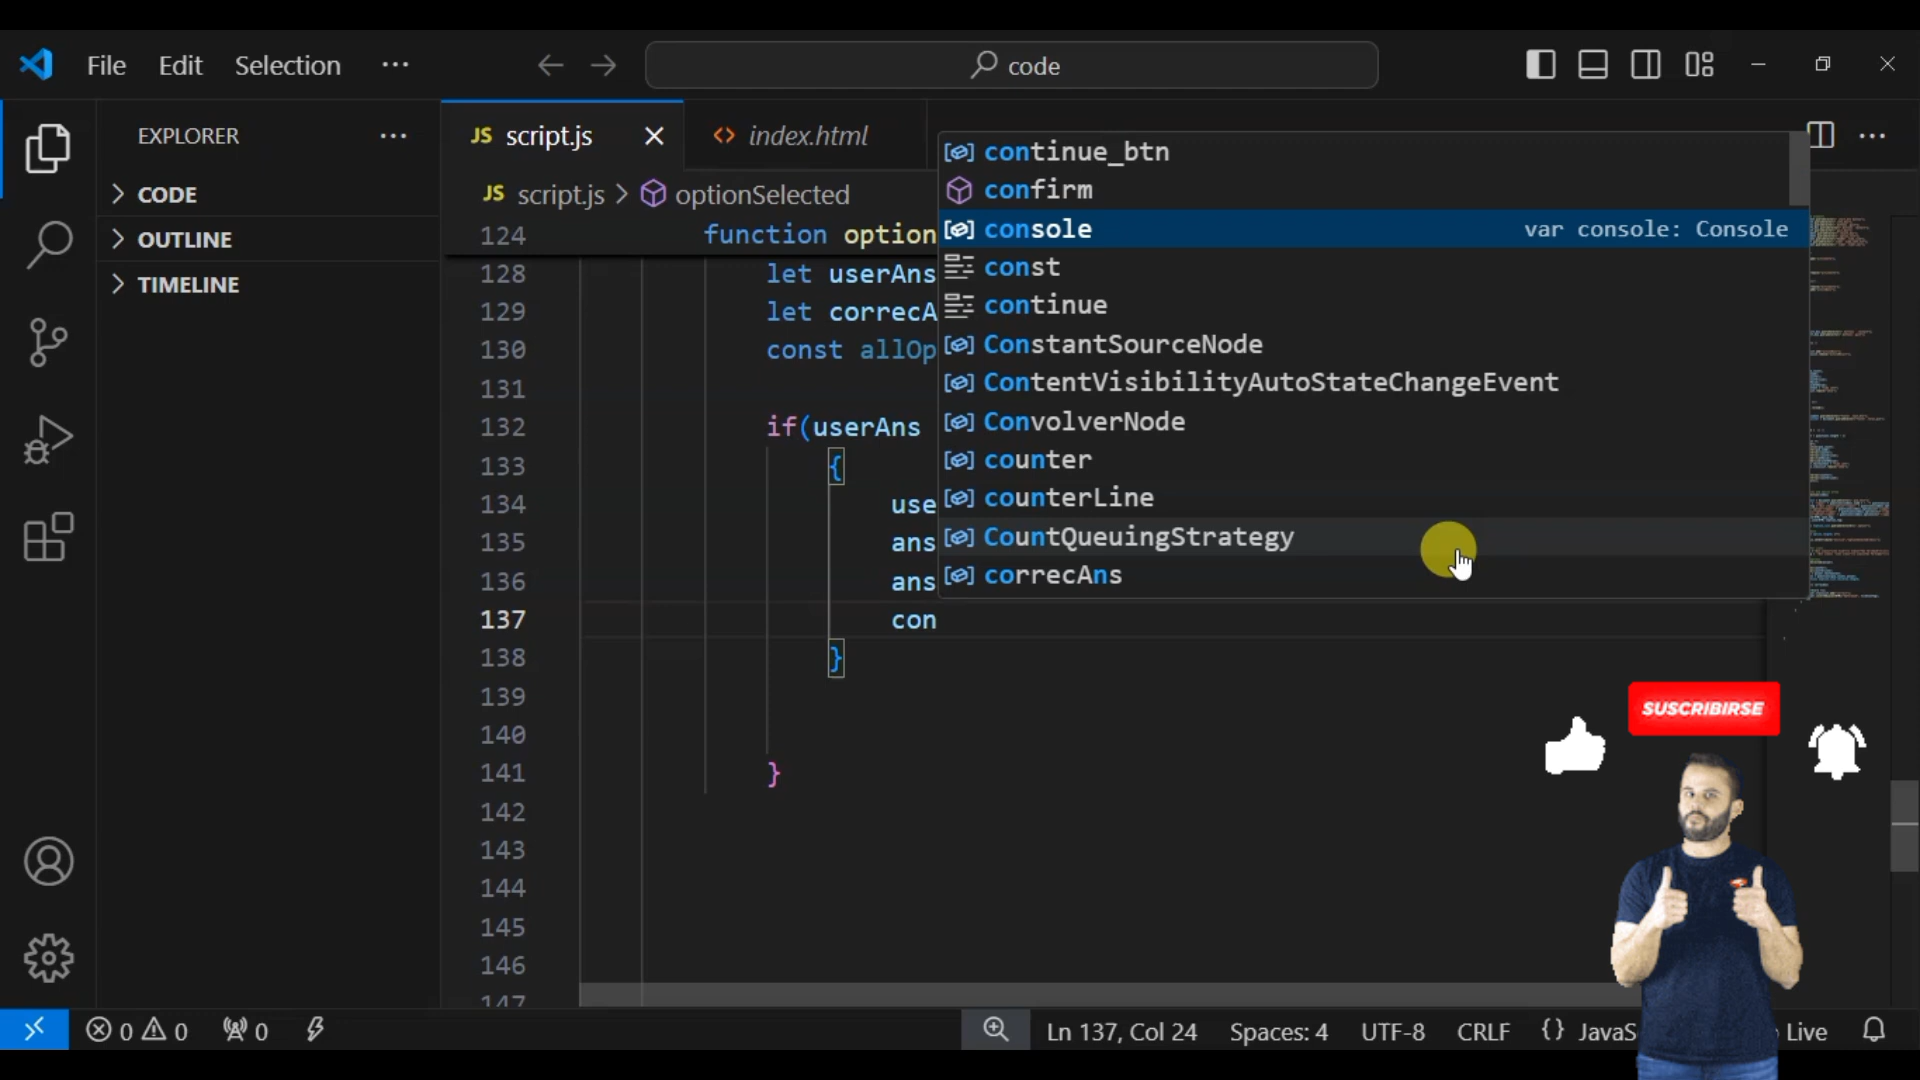 File Edit Selection ··· code
EXPLORER ···
CODE
OUTLINE
TIMELINE
JS script.js index.html ···
JS script.js > optionSelected
124 function option
128 let userAns
129 let correcA
130 const allOp
131
132 if(userAns
133 {
134 use
135 ans
136 ans
137 con
138 }
139
140
141 }
142
143
144
145
146
147
continue_btn
confirm
console var console: Console
const
continue
ConstantSourceNode
ContentVisibilityAutoStateChangeEvent
ConvolverNode
counter
counterLine
CountQueuingStrategy
correcAns
SUSCRIBIRSE
0 0 0 Ln 137, Col 24 Spaces: 4 UTF-8 CRLF {} JavaS Live